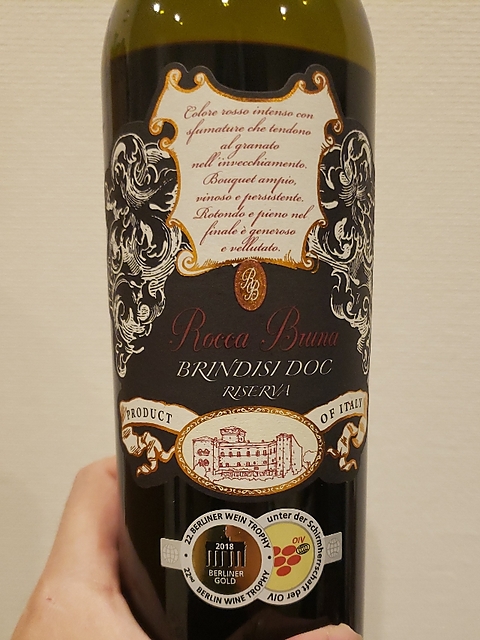 Colore rosso intenso con
sfumature che tendono
al granato
nell'invecchiamento.
Bouquet ampio,
vinoso e persistente.
Rotondo e pieno nel
finale è generoso
e vellutato.
RB
Rocca Bruna
BRINDISI DOC
RISERVA
PRODUCT OF ITALY
22. BERLINER WEIN TROPHY
2018
BERLINER
GOLD
22nd BERLIN WINE TROPHY
unter der Schirmherrschaft der OIV
OIV